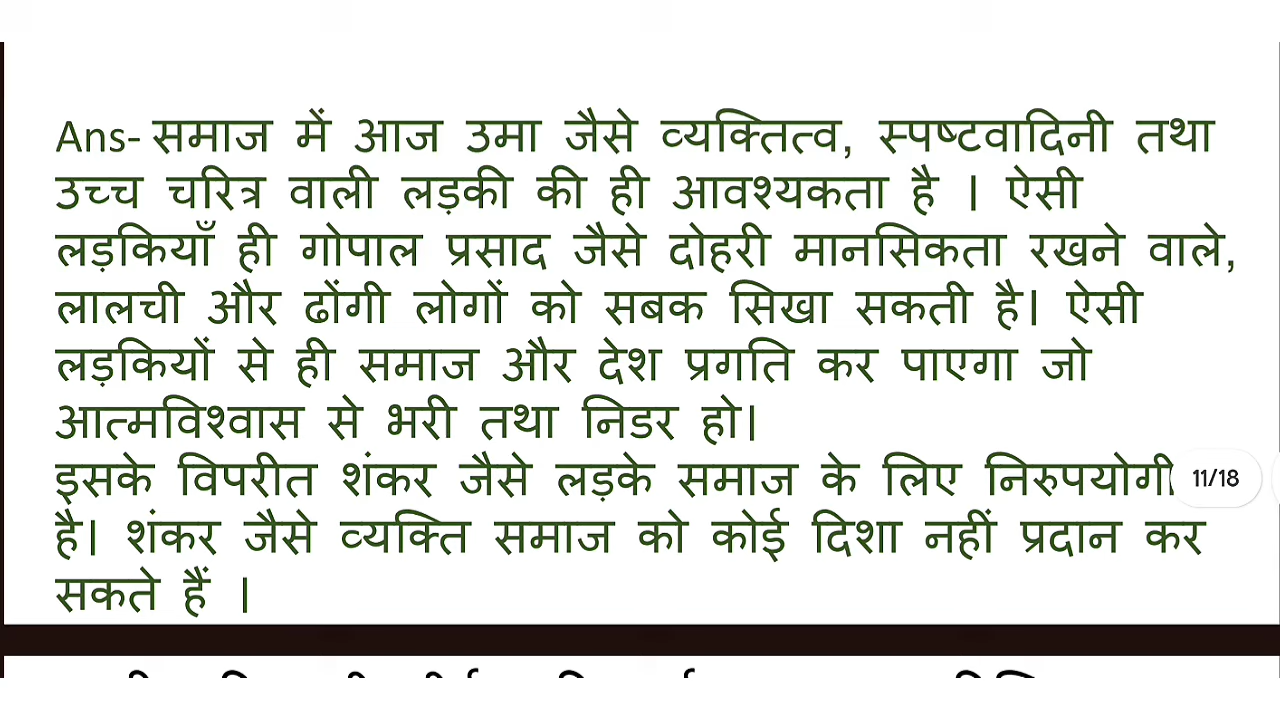 Ans- समाज में आज उमा जैसे व्यक्तित्व, स्पष्टवादिनी तथा
उच्च चरित्र वाली लड़की की ही आवश्यकता है । ऐसी
लड़कियाँ ही गोपाल प्रसाद जैसे दोहरी मानसिकता रखने वाले,
लालची और ढोंगी लोगों को सबक सिखा सकती है। ऐसी
लड़कियों से ही समाज और देश प्रगति कर पाएगा जो
आत्मविश्वास से भरी तथा निडर हो।
इसके विपरीत शंकर जैसे लड़के समाज के लिए निरुपयोगी
11/18
है। शंकर जैसे व्यक्ति समाज को कोई दिशा नहीं प्रदान कर
सकते हैं ।